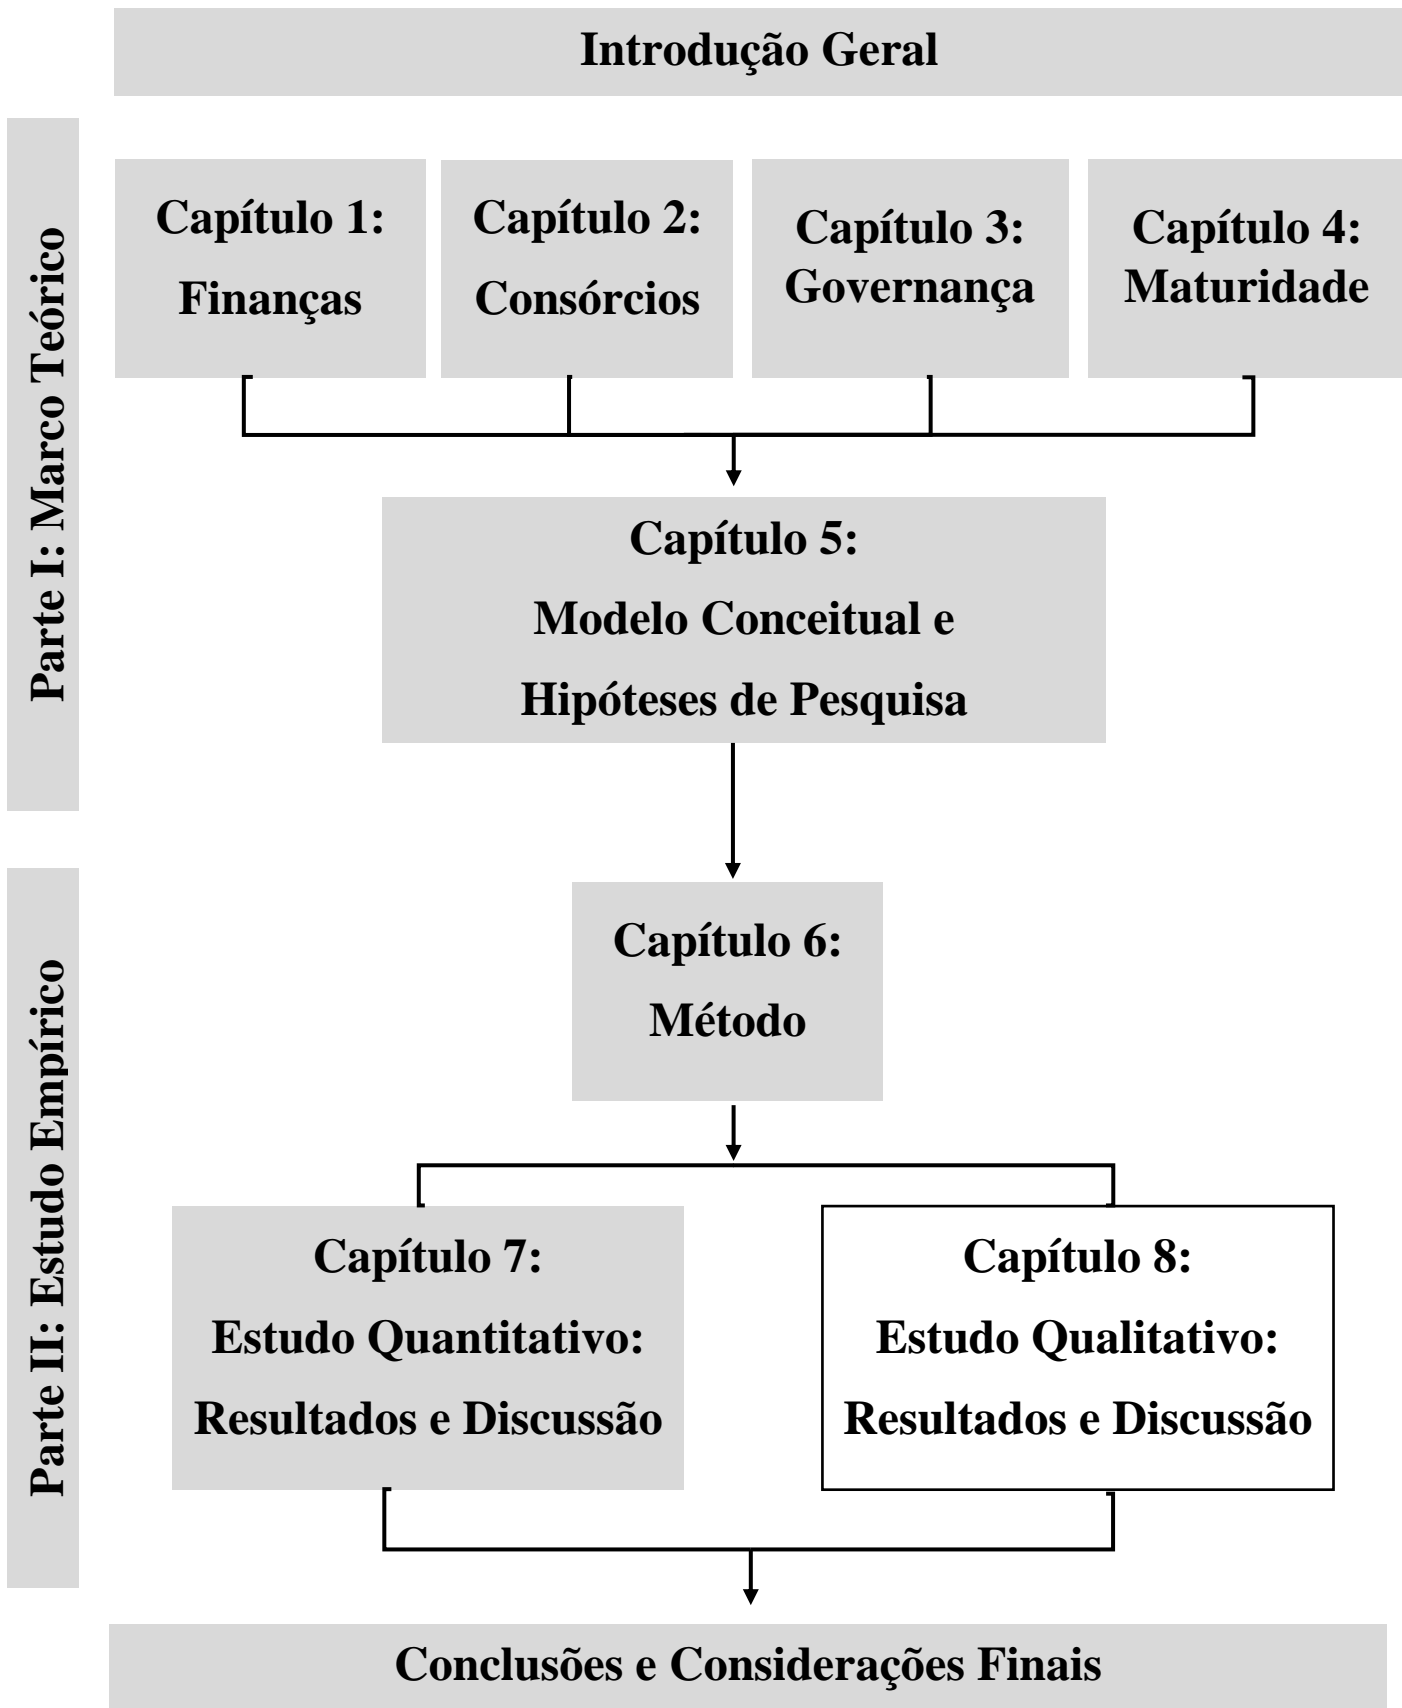 Introdução Geral
Parte I: Marco Teórico
Capítulo 1:
Finanças
Capítulo 2:
Consórcios
Capítulo 3:
Governança
Capítulo 4:
Maturidade
Capítulo 5:
Modelo Conceitual e
Hipóteses de Pesquisa
Parte II: Estudo Empírico
Capítulo 6:
Método
Capítulo 7:
Estudo Quantitativo:
Resultados e Discussão
Capítulo 8:
Estudo Qualitativo:
Resultados e Discussão
Conclusões e Considerações Finais